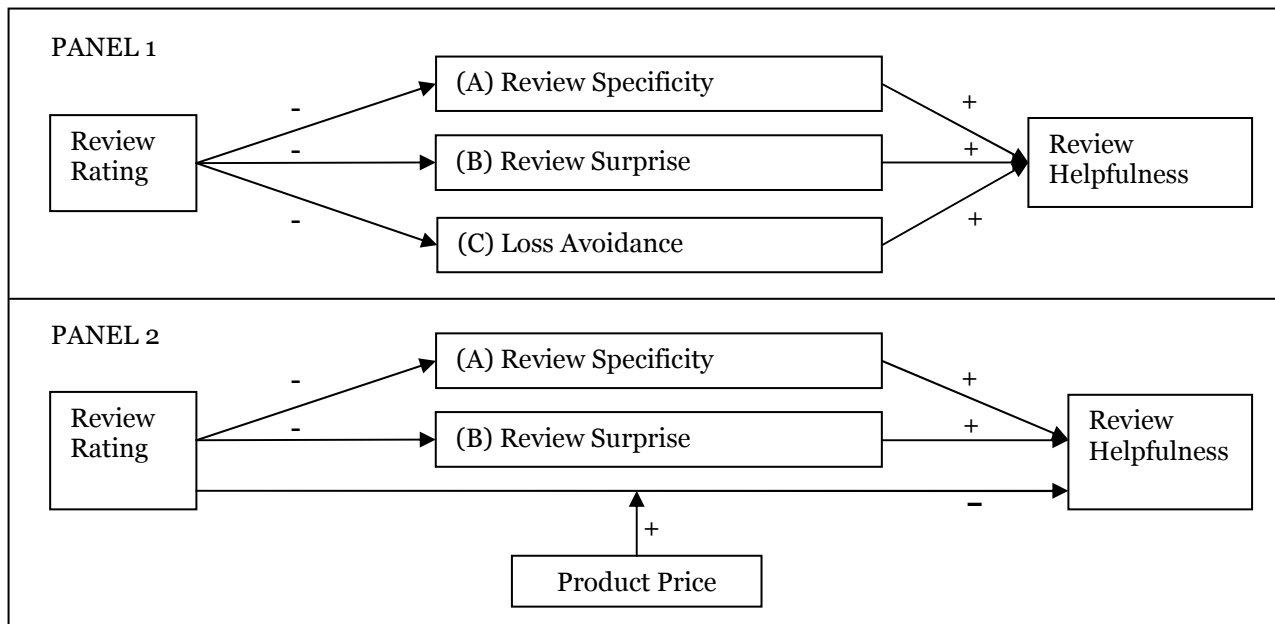 PANEL 1
(A) Review Specificity
-
+
Review
Rating
-
(B) Review Surprise
+
Review
Helpfulness
-
(C) Loss Avoidance
+
PANEL 2
(A) Review Specificity
-
+
Review
Rating
-
(B) Review Surprise
+
Review
Helpfulness
–
+
Product Price